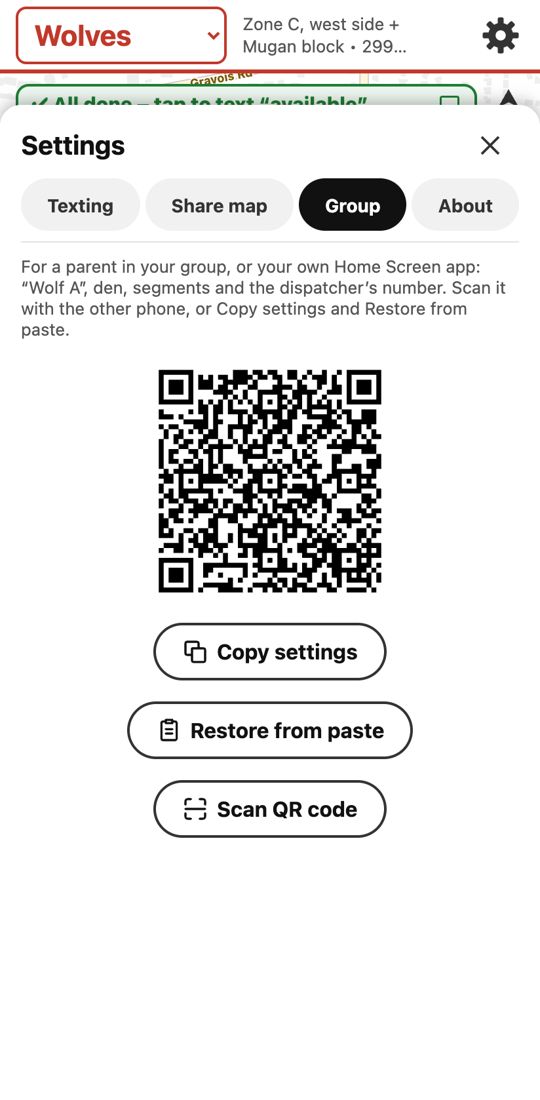 Wolves
Zone C, west side +
Mugan block • 299...
Gravois Rd
✓ All done – tap to text “available”
Settings
Texting
Share map
Group
About
For a parent in your group, or your own Home Screen app:
“Wolf A”, den, segments and the dispatcher’s number. Scan it
with the other phone, or Copy settings and Restore from
paste.
Copy settings
Restore from paste
Scan QR code